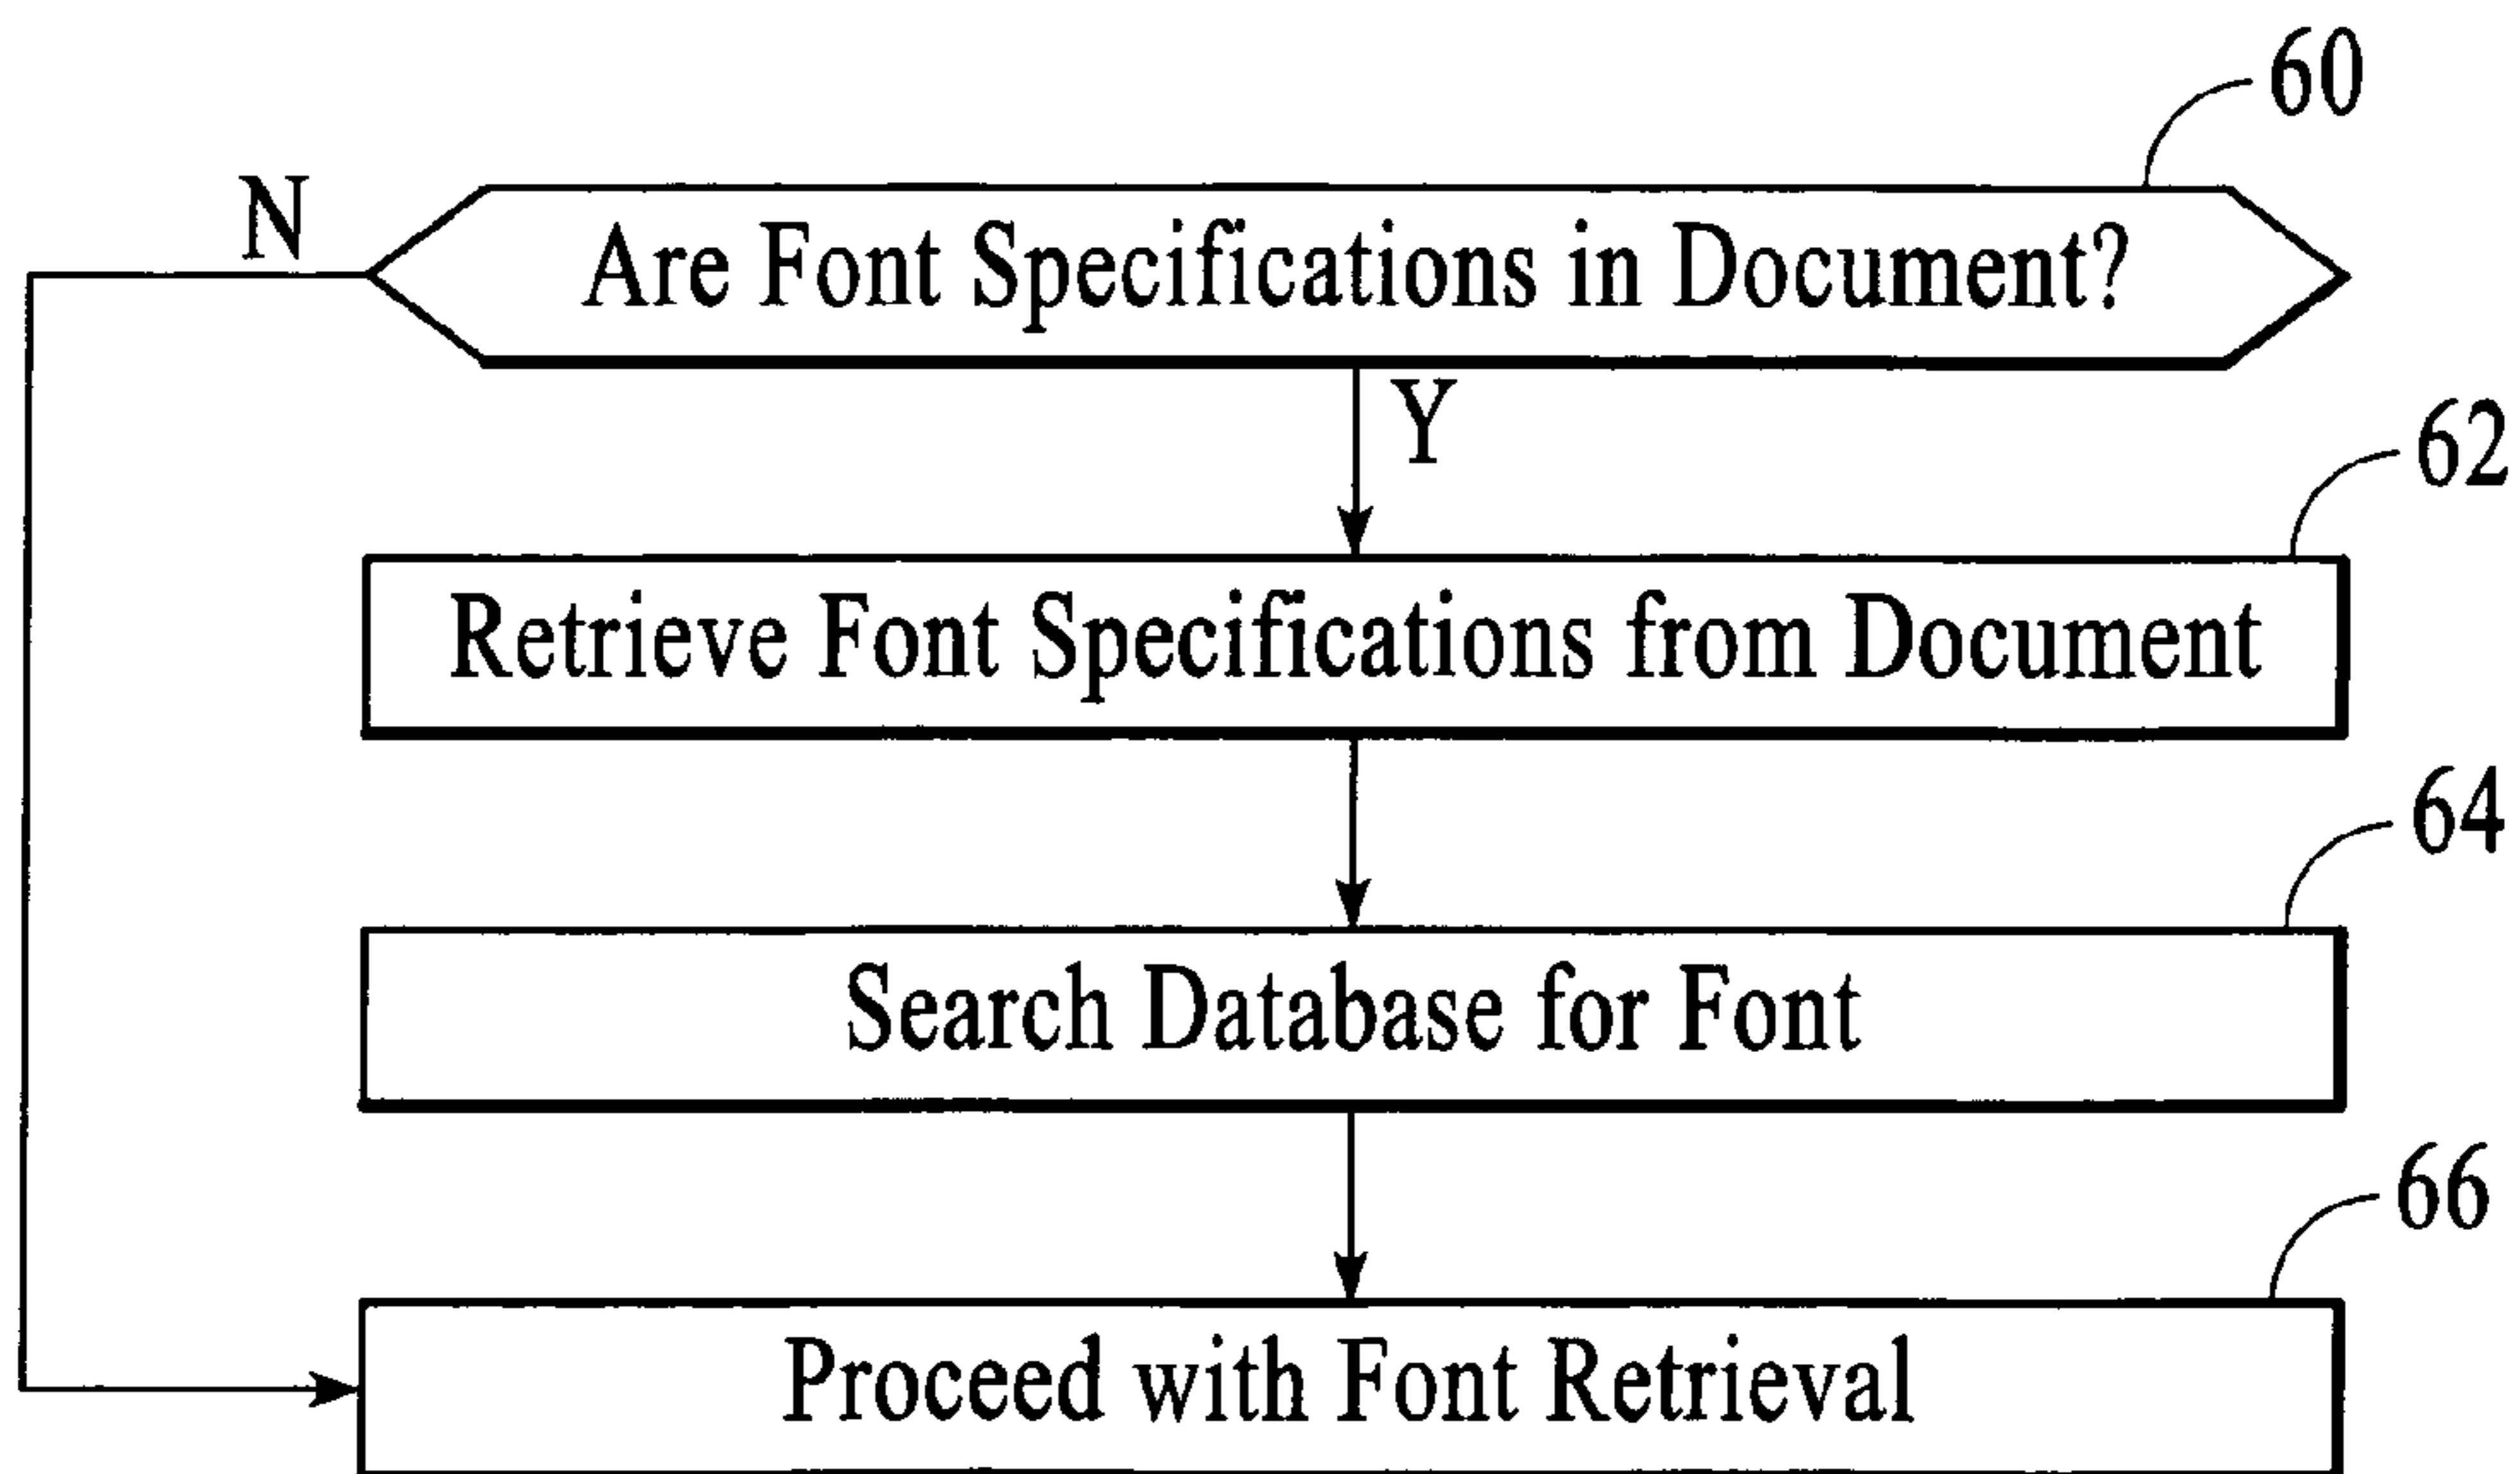 60
N
Are Font Specifications in Document?
Y
62
Retrieve Font Specifications from Document
64
Search Database for Font
66
Proceed with Font Retrieval